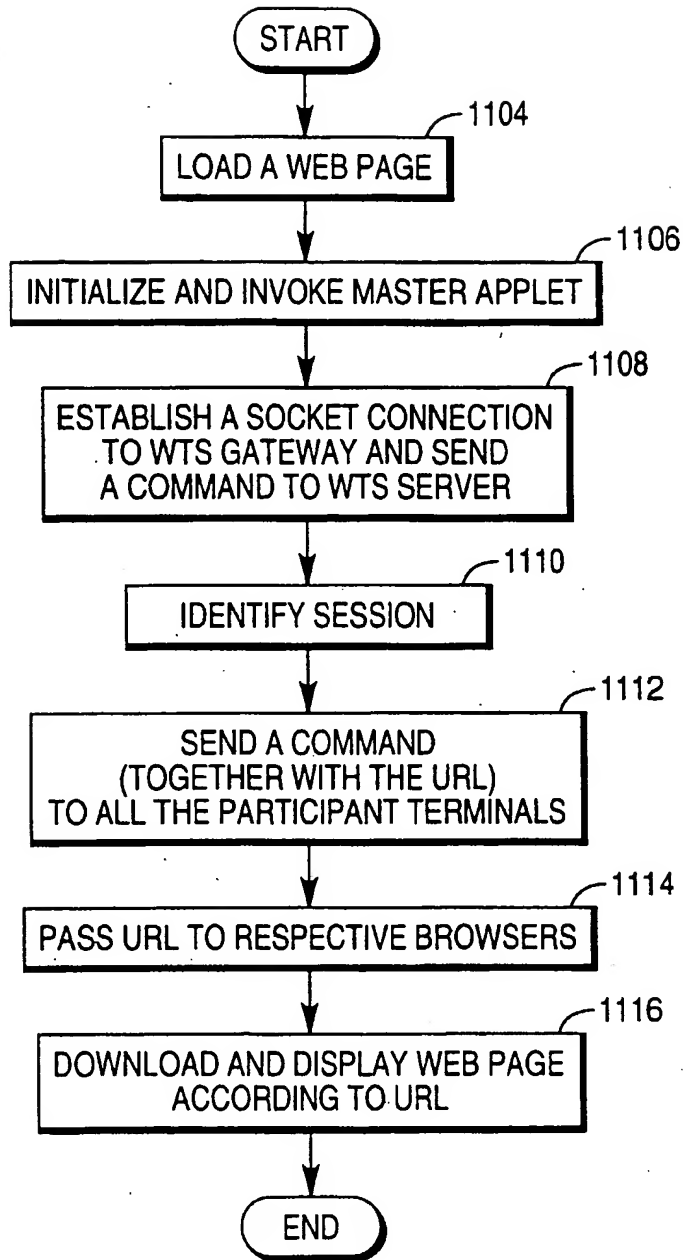 START
1104
LOAD A WEB PAGE
1106
INITIALIZE AND INVOKE MASTER APPLET
1108
ESTABLISH A SOCKET CONNECTION
TO WTS GATEWAY AND SEND
A COMMAND TO WTS SERVER
1110
IDENTIFY SESSION
1112
SEND A COMMAND
(TOGETHER WITH THE URL)
TO ALL THE PARTICIPANT TERMINALS
1114
PASS URL TO RESPECTIVE BROWSERS
1116
DOWNLOAD AND DISPLAY WEB PAGE
ACCORDING TO URL
END